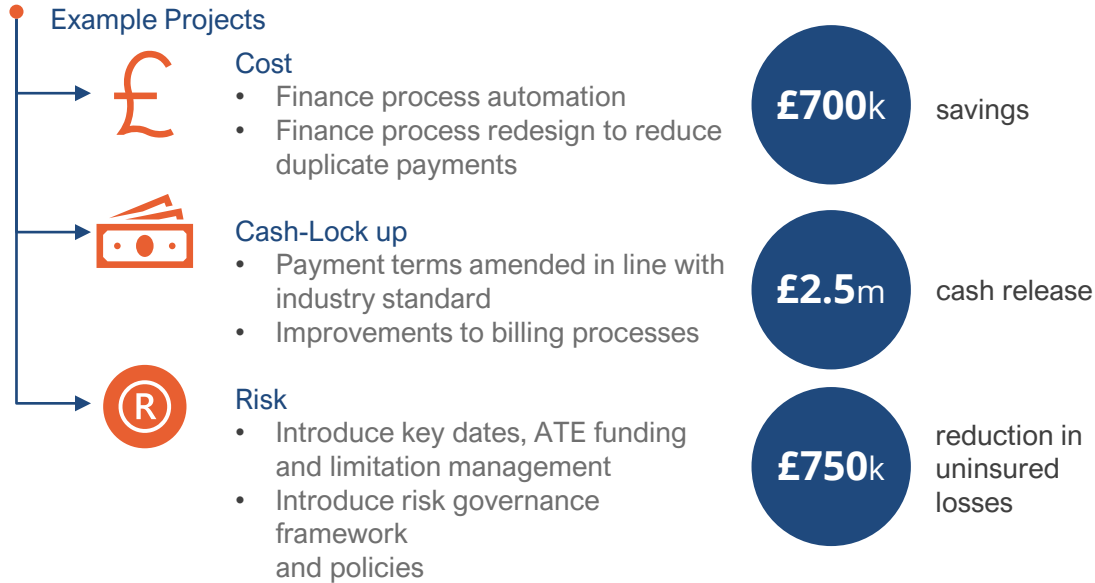 Example Projects
£
Cost
• Finance process automation
• Finance process redesign to reduce
duplicate payments
£700k
savings
Cash-Lock up
• Payment terms amended in line with
industry standard
• Improvements to billing processes
£2.5m
cash release
R
Risk
• Introduce key dates, ATE funding
and limitation management
• Introduce risk governance
framework
and policies
£750k
reduction in
uninsured
losses